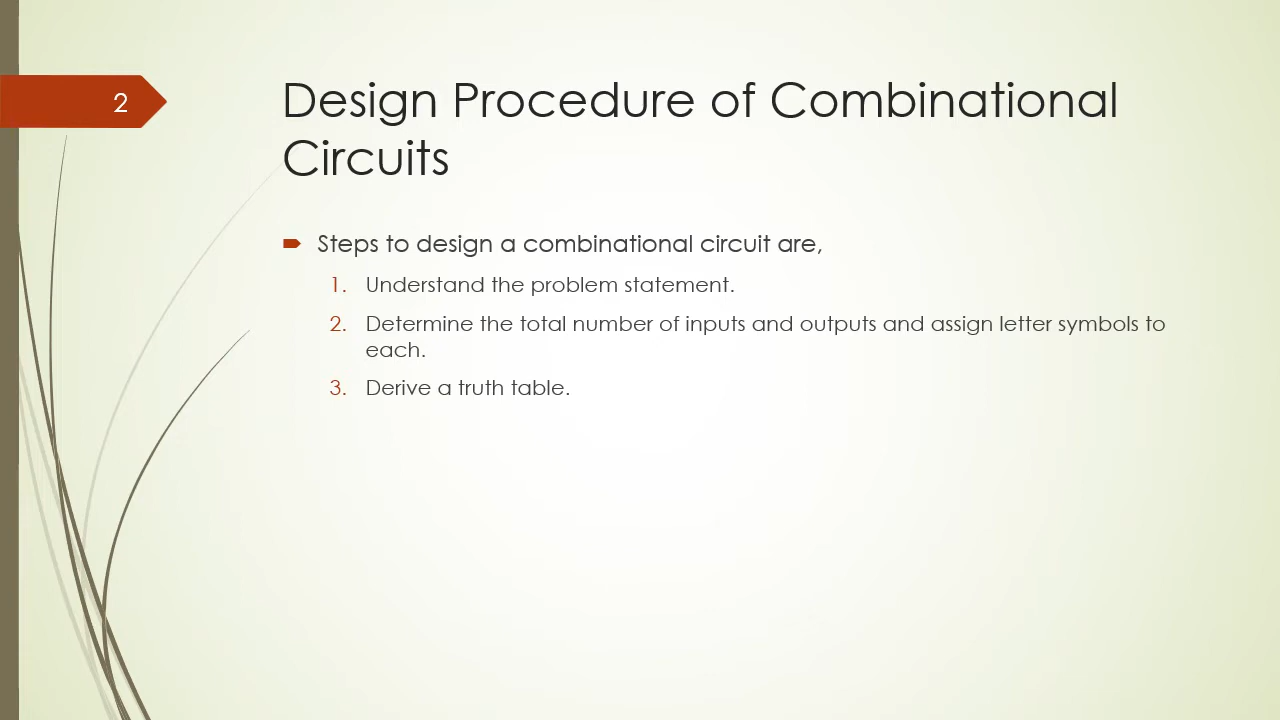 2
Design Procedure of Combinational
Circuits
Steps to design a combinational circuit are,
1. Understand the problem statement.
2. Determine the total number of inputs and outputs and assign letter symbols to
each.
3. Derive a truth table.